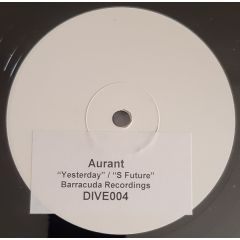 Aurant
“Yesterday” / “S Future”
Barracuda Recordings
DIVE004